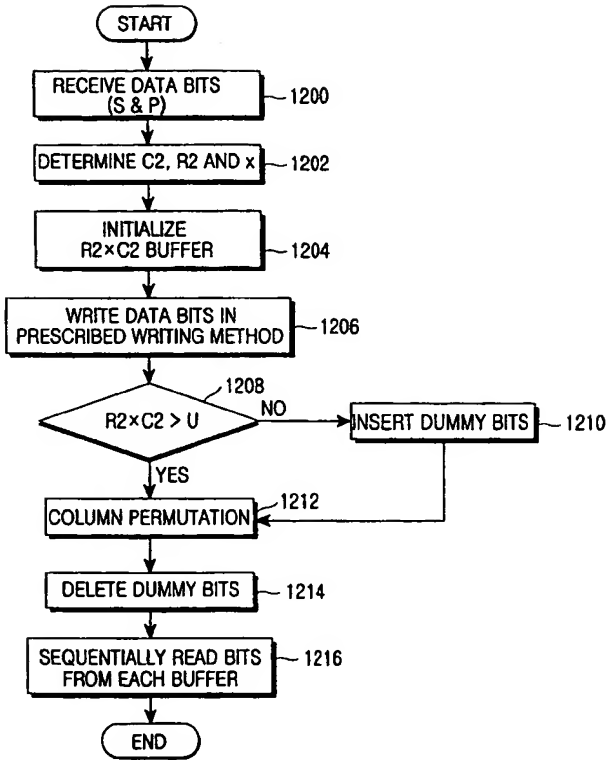 START
RECEIVE DATA BITS
(S & P)
1200
DETERMINE C2, R2 AND x
1202
INITIALIZE
R2×C2 BUFFER
1204
WRITE DATA BITS IN
PRESCRIBED WRITING METHOD
1206
1208
R2×C2 > U
NO
INSERT DUMMY BITS
1210
YES
COLUMN PERMUTATION
1212
DELETE DUMMY BITS
1214
SEQUENTIALLY READ BITS
FROM EACH BUFFER
1216
END